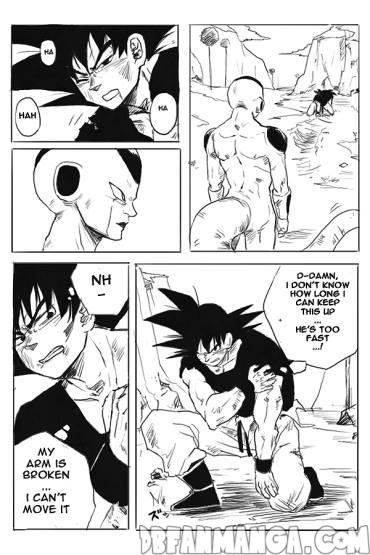 HA
HA
HAH
NH
–
MY
ARM IS
BROKEN
...
I CAN'T
MOVE IT
D-DAMN,
I DON'T KNOW
HOW LONG I
CAN KEEP
THIS UP
...
HE'S TOO
FAST
...!
ズ
DBFANMANGA.COM